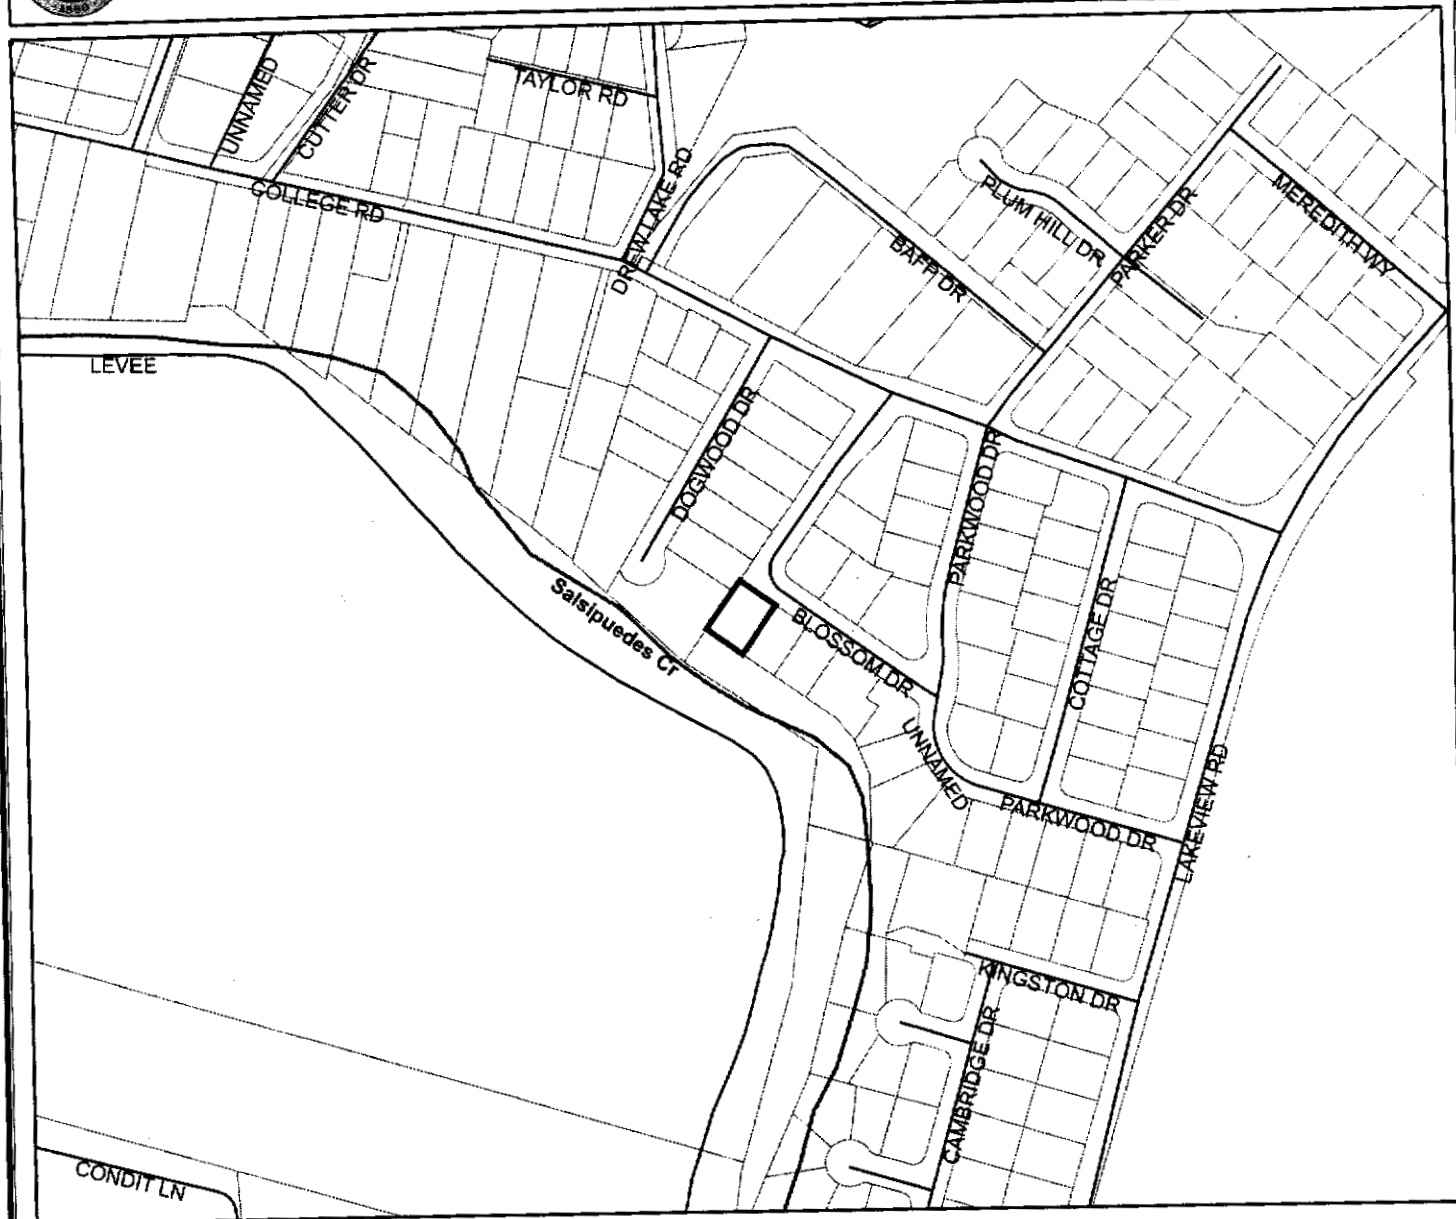 TAYLOR RD
UNNAMED
CUTTER DR
COLLEGE RD
DREW LAKE RD
PLUM HILL DR
PARKER DR
MEREDITH WY
BAFF DR
LEVEE
DOGWOOD DR
PARKWOOD DR
Salsipuedes Cr
BLOSSOM DR
COTTAGE DR
UNNAMED
PARKWOOD DR
LAKEVIEW RD
KINGSTON DR
CAMBRIDGE DR
CONDIT LN